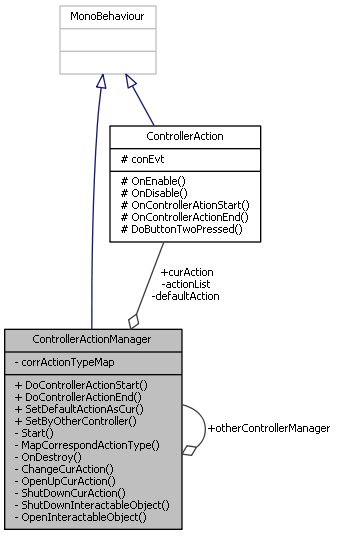 MonoBehaviour
ControllerAction
# conEvt
# OnEnable()
# OnDisable()
# OnControllerAtionStart()
# OnControllerActionEnd()
# DoButtonTwoPressed()
+curAction
-actionList
-defaultAction
ControllerActionManager
- corrActionTypeMap
+ DoControllerActionStart()
+ DoControllerActionEnd()
+ SetDefaultActionAsCur()
+ SetByOtherController()
- Start()
- MapCorrespondActionType()
- OnDestroy()
- ChangeCurAction()
- OpenUpCurAction()
- ShutDownCurAction()
- ShutDownInteractableObject()
- OpenInteractableObject()
+otherControllerManager